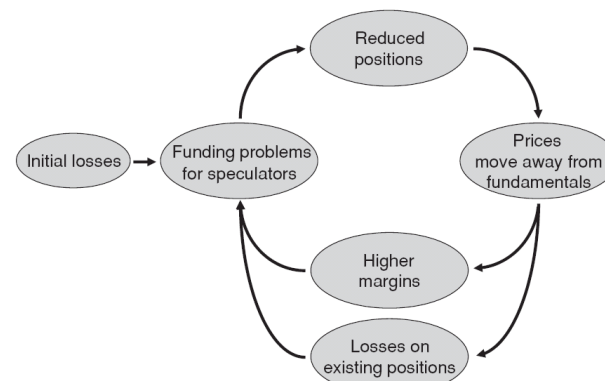 Reduced
positions
Initial losses
Funding problems
for speculators
Prices
move away from
fundamentals
Higher
margins
Losses on
existing positions